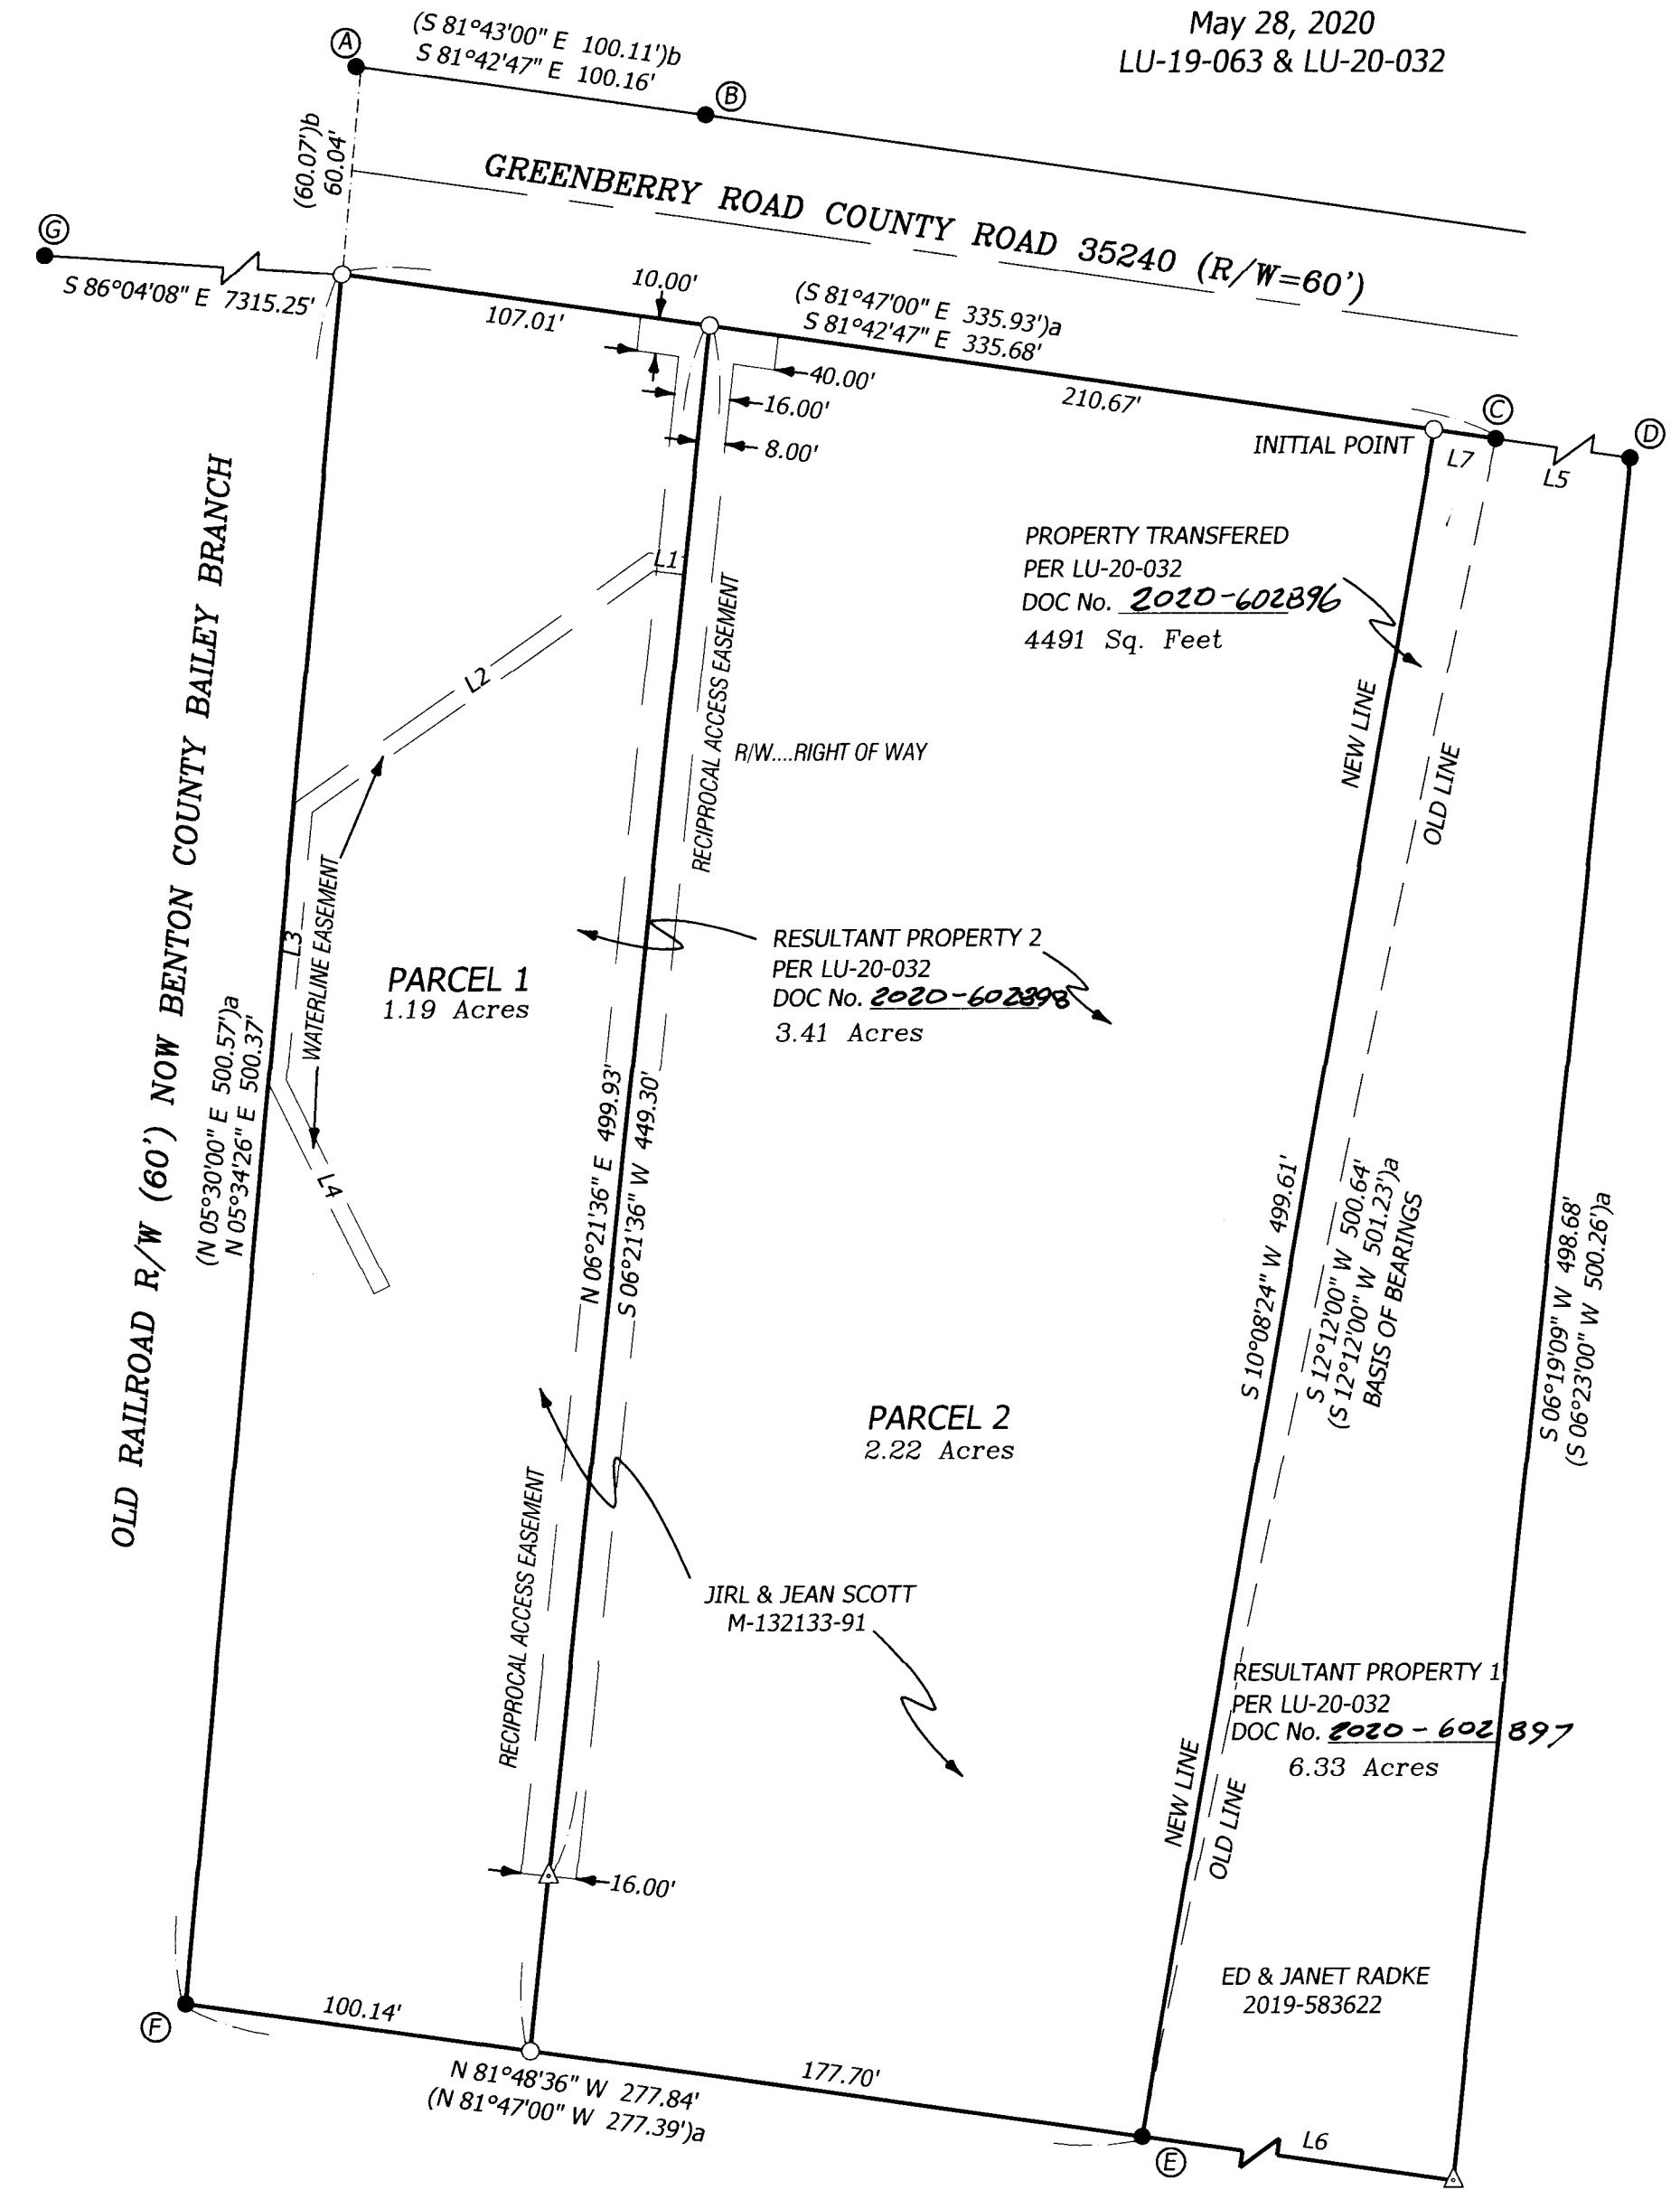 May 28, 2020
LU-19-063 & LU-20-032
A
(S 81°43'00" E 100.11')b
S 81°42'47" E 100.16'
B
(60.07')b
60.04'
GREENBERRY ROAD COUNTY ROAD 35240 (R/W=60')
G
S 86°04'08" E 7315.25'
107.01'
10.00'
(S 81°47'00" E 335.93')a
S 81°42'47" E 335.68'
40.00'
16.00'
8.00'
210.67'
INITIAL POINT
C
L7
L5
D
OLD RAILROAD R/W (60') NOW BENTON COUNTY BAILEY BRANCH
PROPERTY TRANSFERED
PER LU-20-032
DOC No. 2020-602896
4491 Sq. Feet
L1
L2
RECIPROCAL ACCESS EASEMENT
R/W....RIGHT OF WAY
NEW LINE
OLD LINE
L3
WATERLINE EASEMENT
PARCEL 1
1.19 Acres
RESULTANT PROPERTY 2
PER LU-20-032
DOC No. 2020-602898
3.41 Acres
(N 05°30'00" E 500.57')a
N 05°34'26" E 500.37'
L4
N 06°21'36" E 499.93'
S 06°21'36" W 449.30'
S 10°08'24" W 499.61'
S 12°12'00" W 500.64'
(S 12°12'00" W 501.23')a
BASIS OF BEARINGS
S 06°19'09" W 498.68'
(S 06°23'00" W 500.26')a
PARCEL 2
2.22 Acres
RECIPROCAL ACCESS EASEMENT
JIRL & JEAN SCOTT
M-132133-91
RESULTANT PROPERTY 1
PER LU-20-032
DOC No. 2020-602897
6.33 Acres
NEW LINE
OLD LINE
16.00'
ED & JANET RADKE
2019-583622
F
100.14'
N 81°48'36" W 277.84'
(N 81°47'00" W 277.39')a
177.70'
E
L6